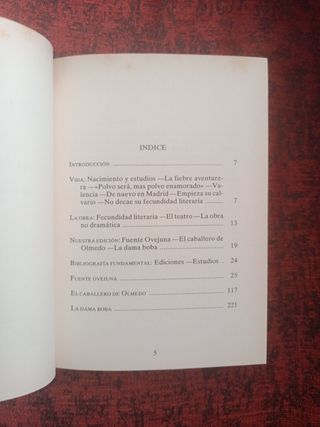 INDICE
INTRODUCCIÓN ........................................ 7
VIDA: Nacimiento y estudios —La fiebre aventure-
ra —«Polvo será, mas polvo enamorado» —Va-
lencia —De nuevo en Madrid —Empieza su cal-
vario —No decae su fecundidad literaria ....... 7
LA OBRA: Fecundidad literaria —El teatro —La obra
no dramática ........................................ 13
NUESTRA EDICIÓN: Fuente Ovejuna —El caballero de
Olmedo —La dama boba .......................... 19
BIBLIOGRAFÍA FUNDAMENTAL: Ediciones —Estudios . 24
FUENTE OVEJUNA ..................................... 25
EL CABALLERO DE OLMEDO .......................... 117
LA DAMA BOBA ....................................... 221
5